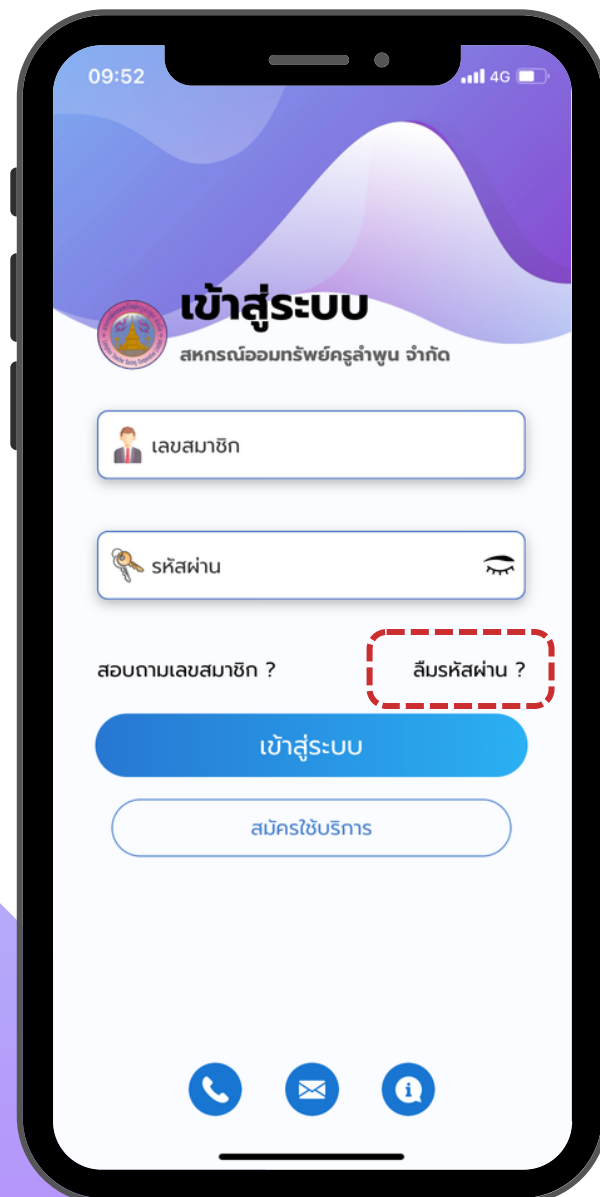 09:52
4G
เข้าสู่ระบบ
สหกรณ์ออมทรัพย์ครูลำพูน จำกัด
เลขสมาชิก
รหัสผ่าน
สอบถามเลขสมาชิก ?
ลืมรหัสผ่าน ?
เข้าสู่ระบบ
สมัครใช้บริการ